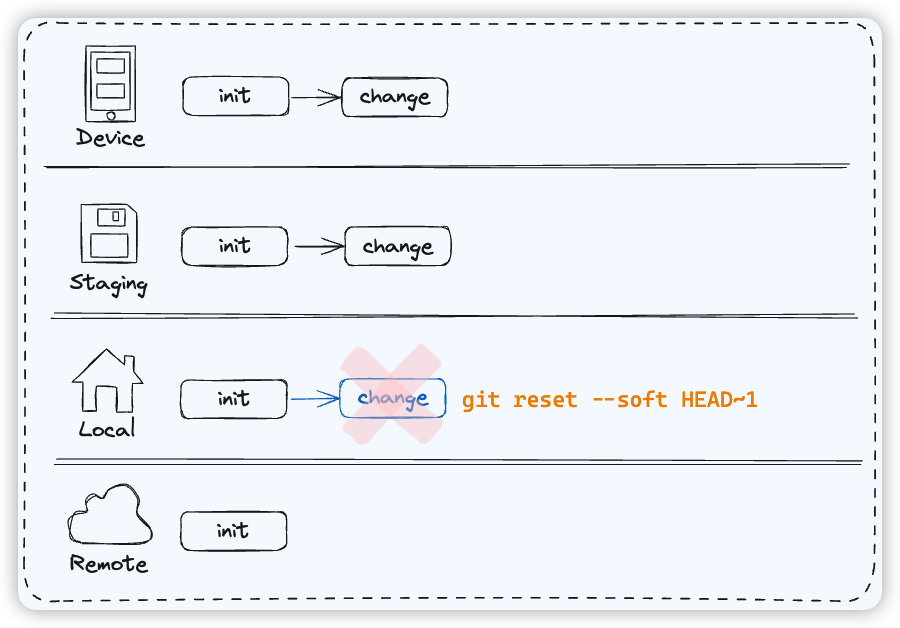 init
change
Device
init
change
Staging
init
change
git reset --soft HEAD~1
Local
init
Remote